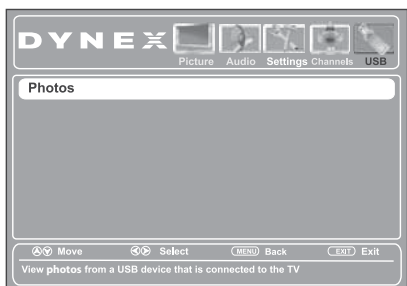 DYNEX
Picture Audio Settings Channels USB
Photos
Move Select MENU Back EXIT Exit
View photos from a USB device that is connected to the TV